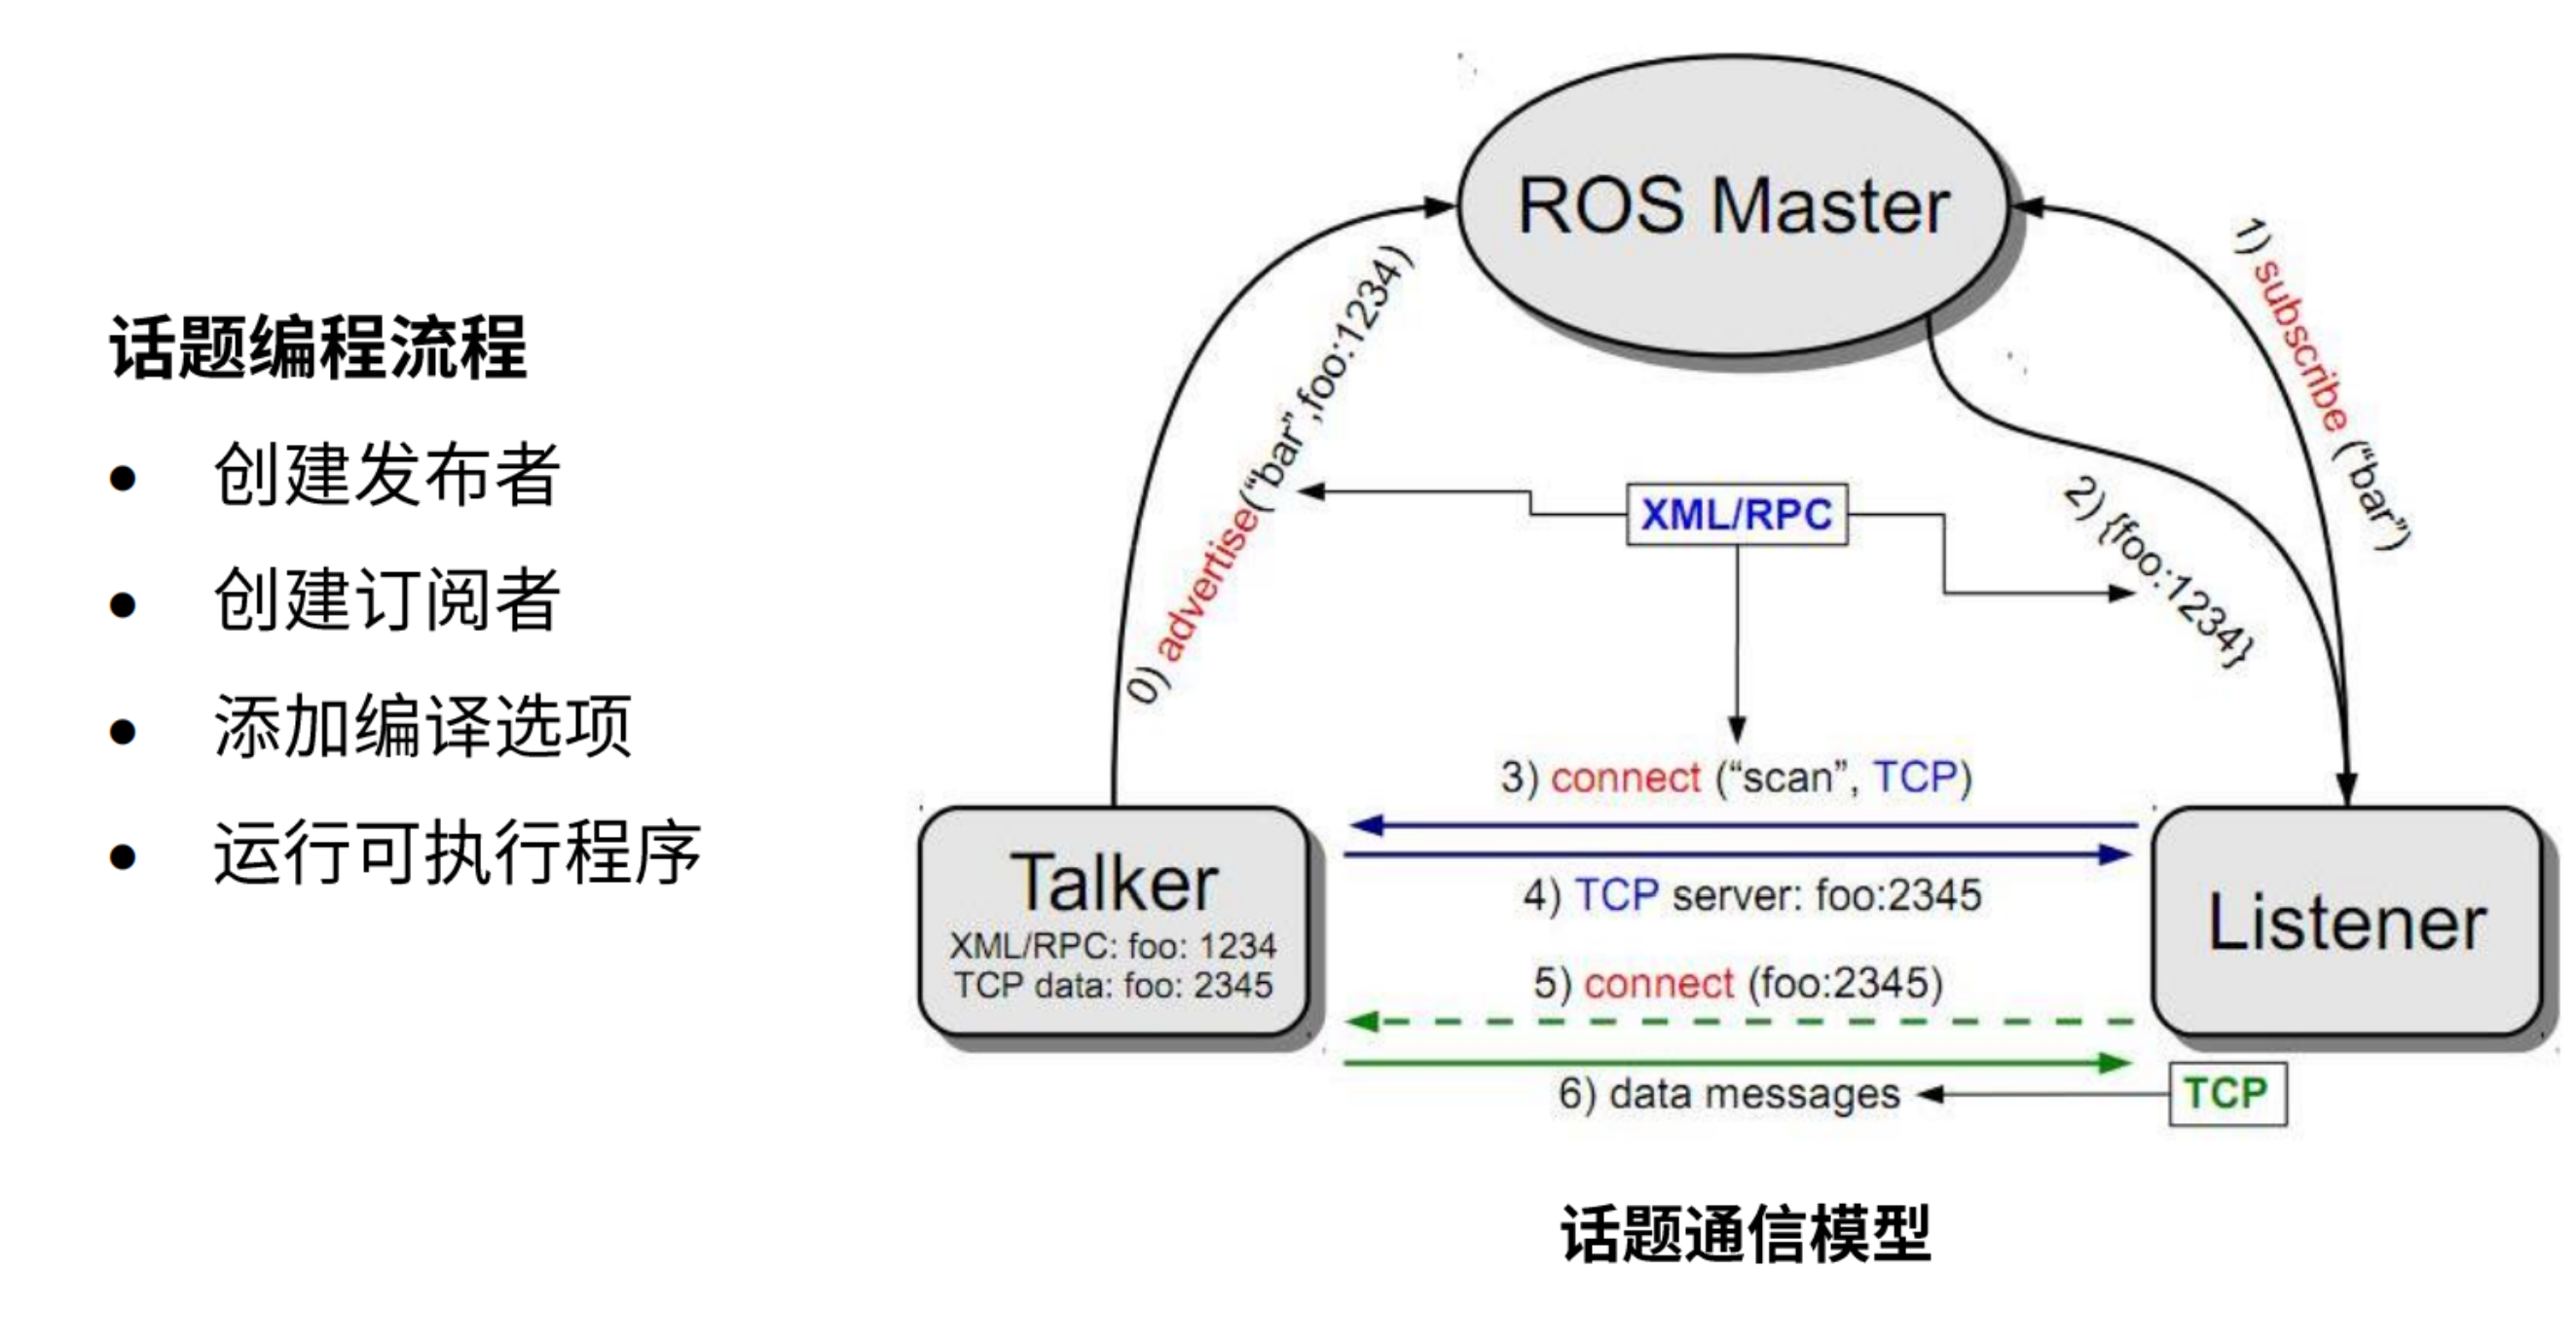 话题编程流程
• 创建发布者
• 创建订阅者
• 添加编译选项
• 运行可执行程序
ROS Master
0) advertise(“bar”,foo:1234)
1) subscribe (“bar”)
XML/RPC
2) {foo:1234}
3) connect (“scan”, TCP)
4) TCP server: foo:2345
5) connect (foo:2345)
6) data messages
TCP
Talker
XML/RPC: foo: 1234
TCP data: foo: 2345
Listener
话题通信模型